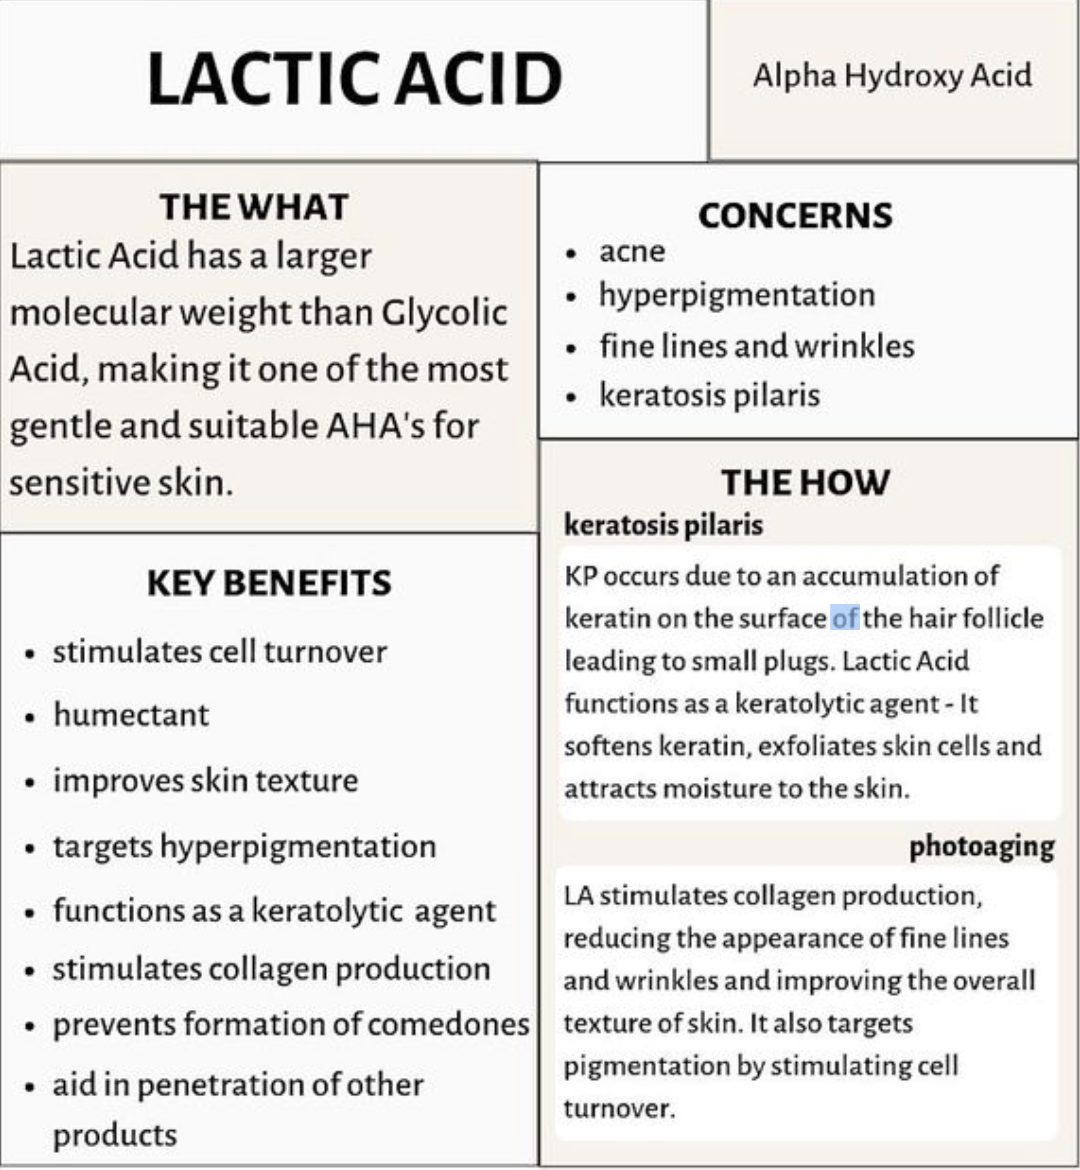 LACTIC ACID
Alpha Hydroxy Acid
THE WHAT
Lactic Acid has a larger
molecular weight than Glycolic
Acid, making it one of the most
gentle and suitable AHA's for
sensitive skin.
CONCERNS
• acne
• hyperpigmentation
• fine lines and wrinkles
• keratosis pilaris
KEY BENEFITS
• stimulates cell turnover
• humectant
• improves skin texture
• targets hyperpigmentation
• functions as a keratolytic agent
• stimulates collagen production
• prevents formation of comedones
• aid in penetration of other
products
THE HOW
keratosis pilaris
KP occurs due to an accumulation of
keratin on the surface of the hair follicle
leading to small plugs. Lactic Acid
functions as a keratolytic agent - It
softens keratin, exfoliates skin cells and
attracts moisture to the skin.
photoaging
LA stimulates collagen production,
reducing the appearance of fine lines
and wrinkles and improving the overall
texture of skin. It also targets
pigmentation by stimulating cell
turnover.